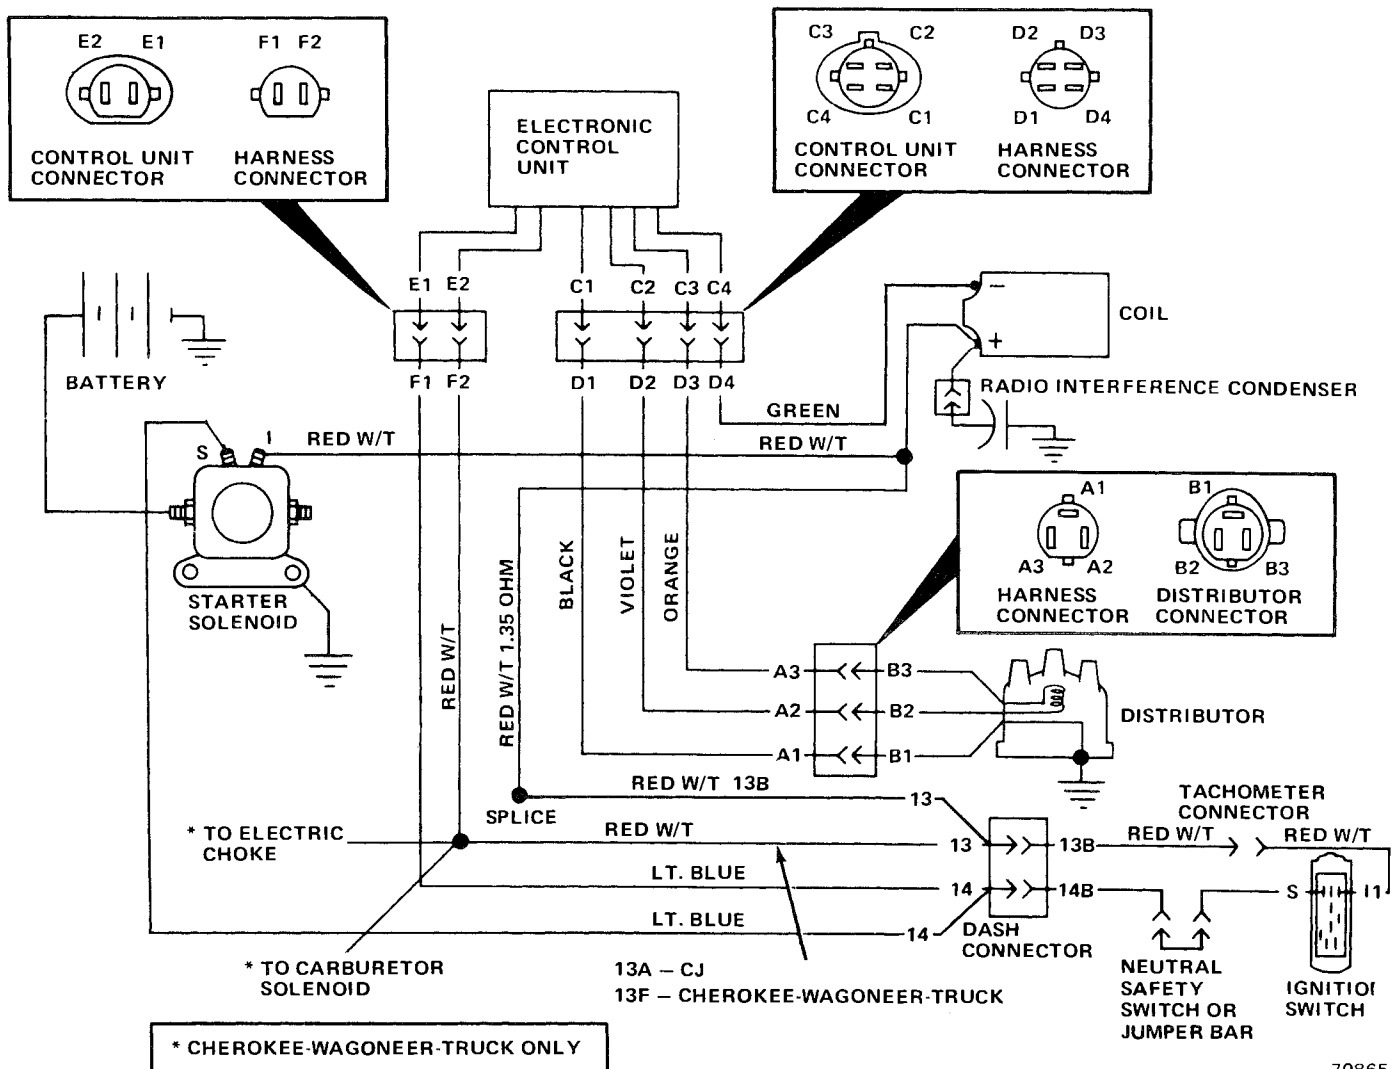 E2 E1 F1 F2
CONTROL UNIT
CONNECTOR
HARNESS
CONNECTOR
ELECTRONIC
CONTROL
UNIT
C3 C2 D2 D3
C4 C1 D1 D4
CONTROL UNIT
CONNECTOR
HARNESS
CONNECTOR
E1 E2 C1 C2 C3 C4
BATTERY
F1 F2 D1 D2 D3 D4
−
+
COIL
RADIO INTERFERENCE CONDENSER
GREEN
S I RED W/T
RED W/T
STARTER
SOLENOID
RED W/T
RED W/T 1.35 OHM
BLACK
VIOLET
ORANGE
A1 B1
A3 A2 B2 B3
HARNESS
CONNECTOR
DISTRIBUTOR
CONNECTOR
A3 B3
A2 B2
A1 B1
DISTRIBUTOR
RED W/T 13B
SPLICE
13
TACHOMETER
CONNECTOR
* TO ELECTRIC
CHOKE
RED W/T
13 13B
RED W/T
RED W/T
LT. BLUE
14 14B
S I1
LT. BLUE
14
DASH
CONNECTOR
* TO CARBURETOR
SOLENOID
13A – CJ
13F – CHEROKEE-WAGONEER-TRUCK
NEUTRAL
SAFETY
SWITCH OR
JUMPER BAR
IGNITIO
SWITCH
* CHEROKEE-WAGONEER-TRUCK ONLY
70865